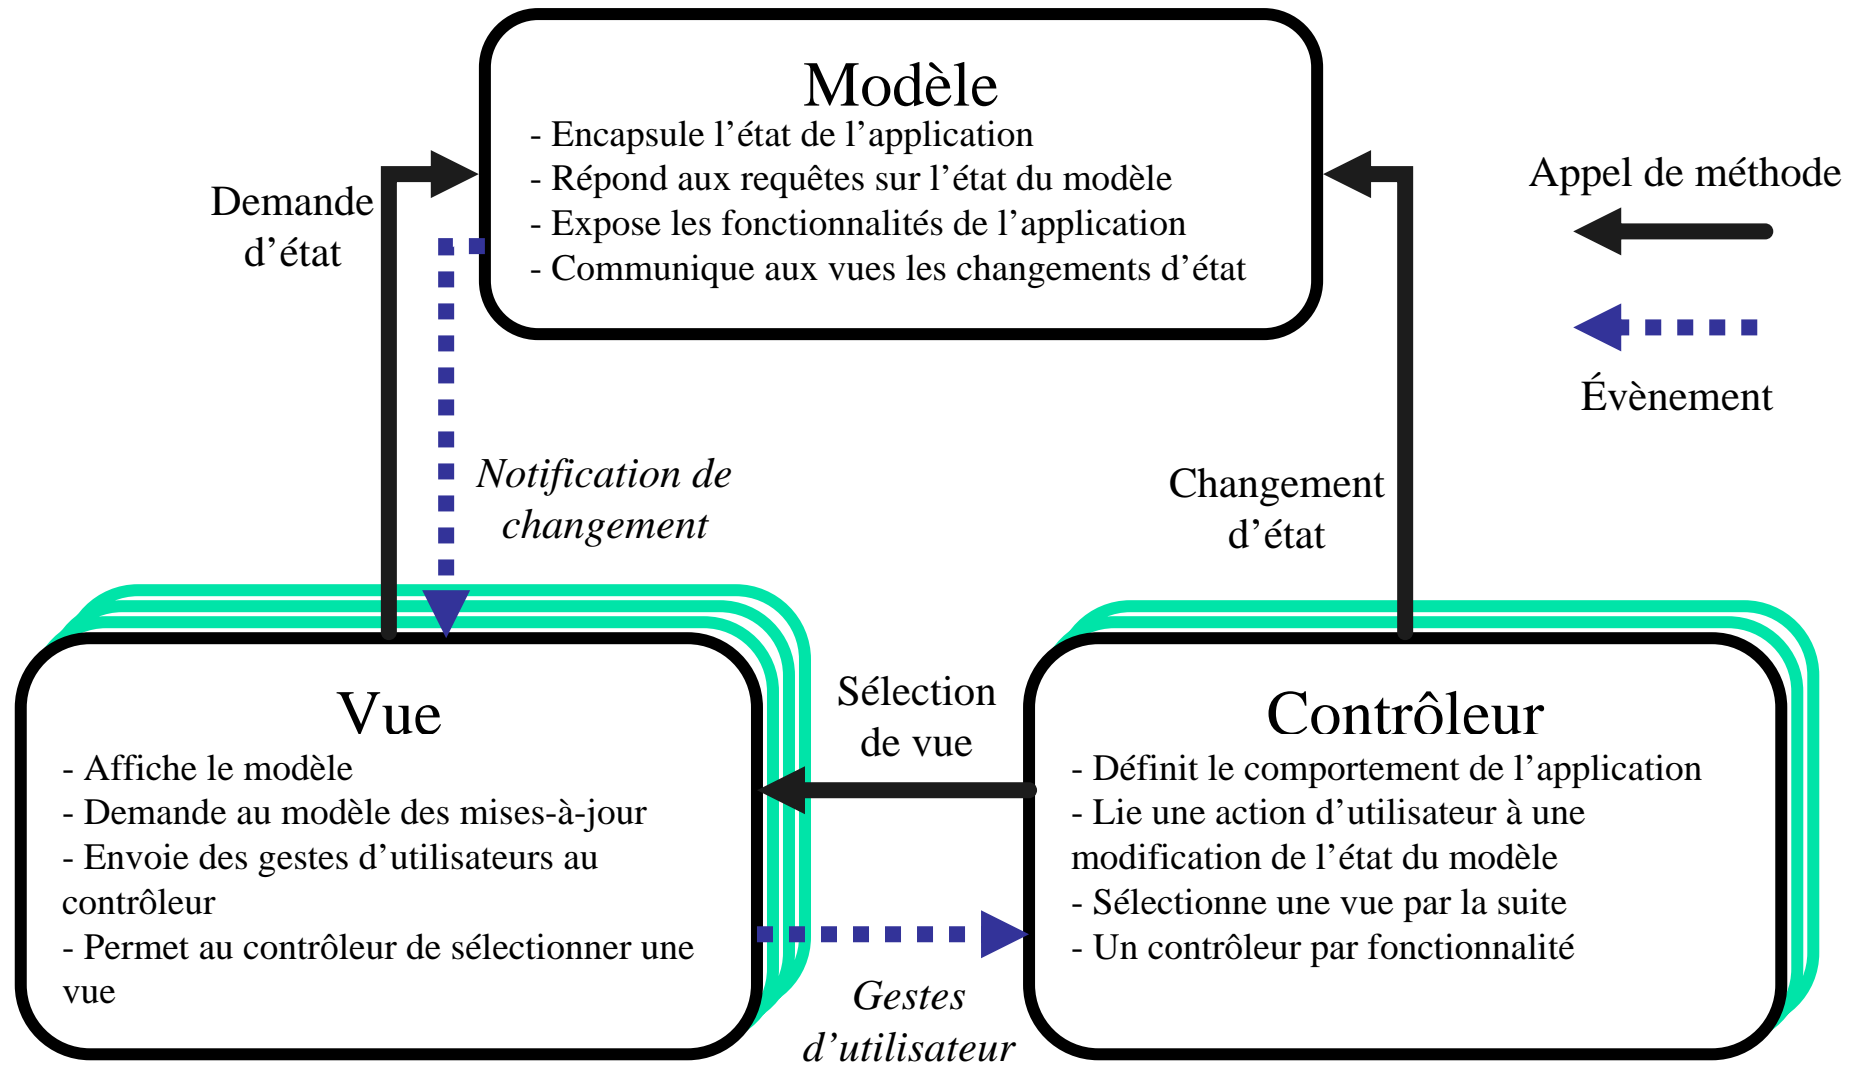 Modèle
- Encapsule l’état de l’application
- Répond aux requêtes sur l’état du modèle
- Expose les fonctionnalités de l’application
- Communique aux vues les changements d’état
Demande
d’état
Appel de méthode
Évènement
Notification de
changement
Changement
d’état
Vue
- Affiche le modèle
- Demande au modèle des mises-à-jour
- Envoie des gestes d’utilisateurs au
contrôleur
- Permet au contrôleur de sélectionner une
vue
Sélection
de vue
Gestes
d’utilisateur
Contrôleur
- Définit le comportement de l’application
- Lie une action d’utilisateur à une
modification de l’état du modèle
- Sélectionne une vue par la suite
- Un contrôleur par fonctionnalité